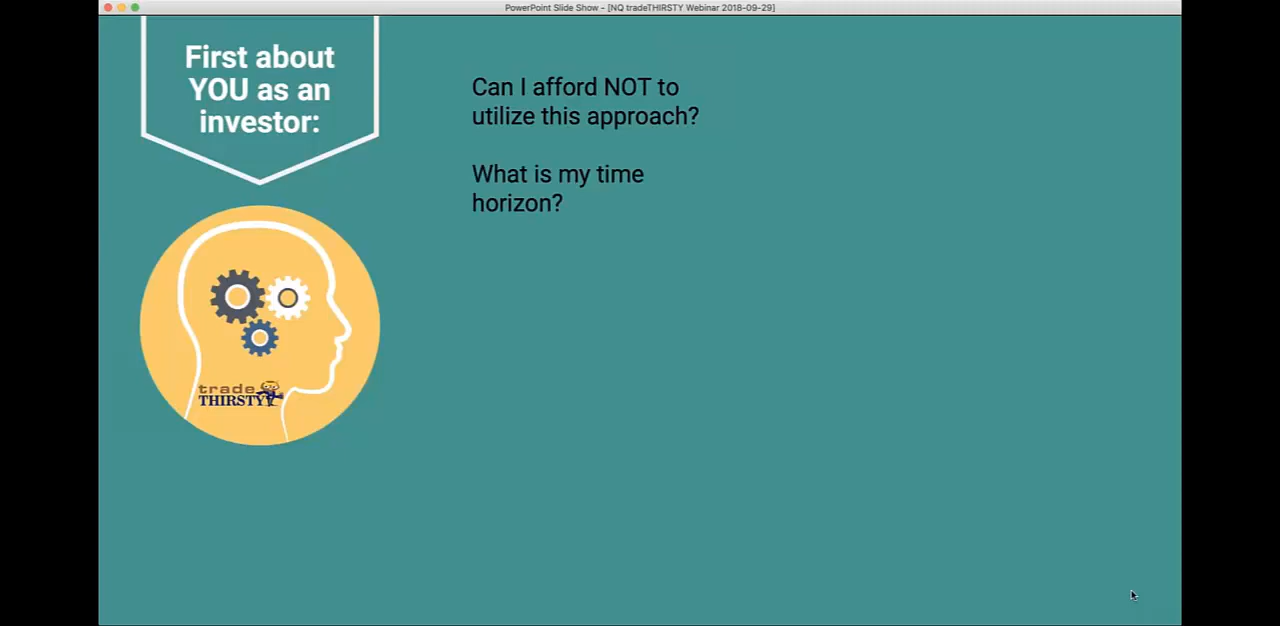 PowerPoint Slide Show - [NQ tradeTHIRSTY Webinar 2018-09-29]
First about
YOU as an
investor:
Can I afford NOT to
utilize this approach?
What is my time
horizon?
trade
THIRSTY